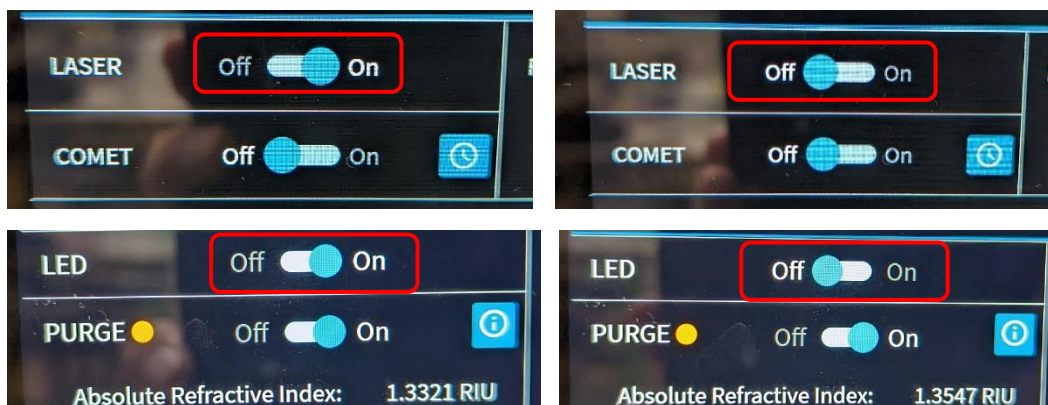 LASER Off On
COMET Off On
LASER Off On
COMET Off On
LED Off On
PURGE Off On
Absolute Refractive Index: 1.3321 RIU
LED Off On
PURGE Off On
Absolute Refractive Index: 1.3547 RIU